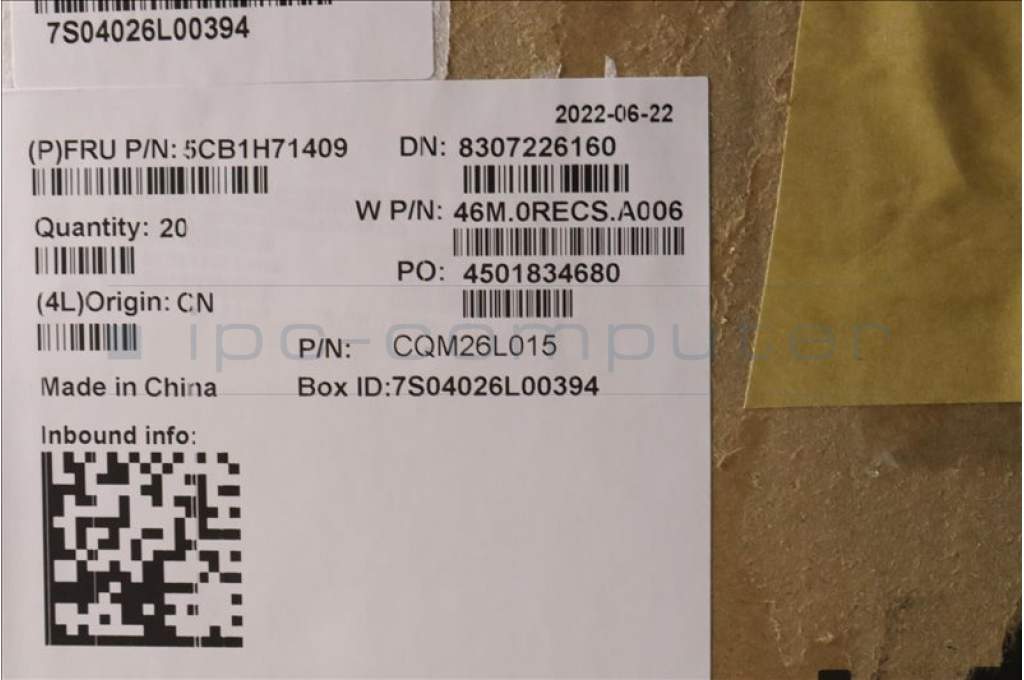 7S04026L00394
2022-06-22
(P)FRU P/N: 5CB1H71409
DN: 8307226160
W P/N: 46M.0RECS.A006
Quantity: 20
PO: 4501834680
(4L)Origin: CN
ipc-computer
P/N: CQM26L015
Made in China
Box ID:7S04026L00394
Inbound info: